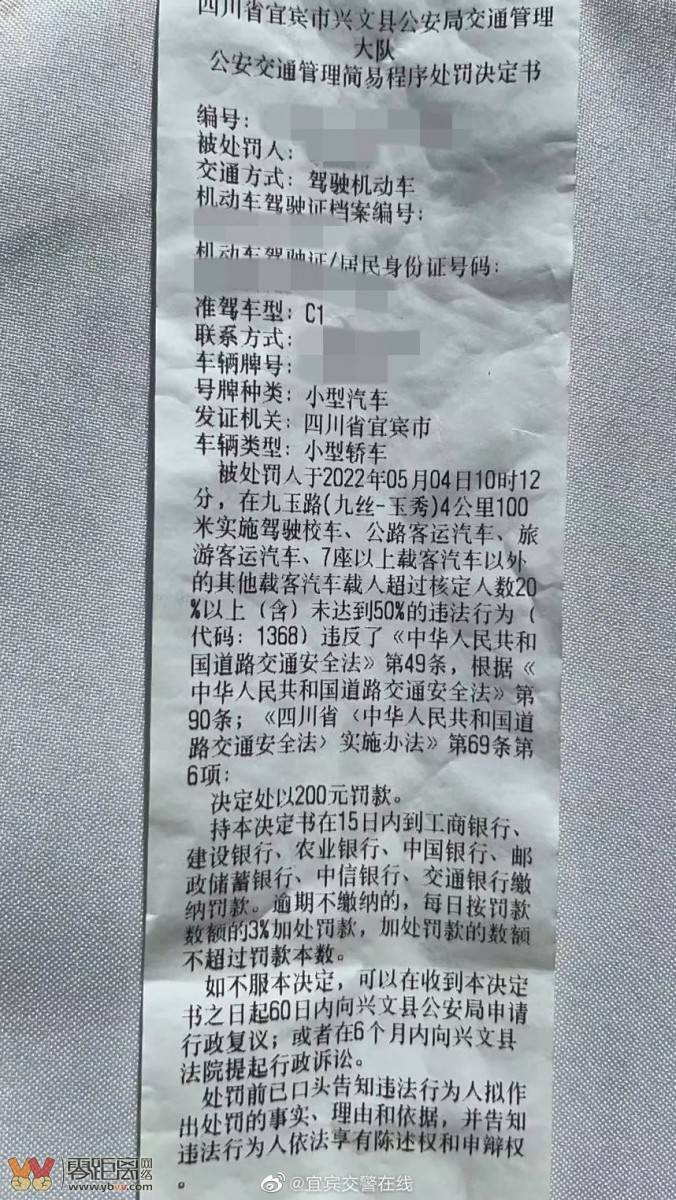 四川省宜宾市兴文县公安局交通管理
大队
公安交通管理简易程序处罚决定书
编号：
被处罚人：
交通方式：驾驶机动车
机动车驾驶证档案编号：
机动车驾驶证/居民身份证号码：
准驾车型：C1
联系方式：
车辆牌号：
号牌种类：小型汽车
发证机关：四川省宜宾市
车辆类型：小型轿车
被处罚人于2022年05月04日10时12
分，在九玉路(九丝-玉秀)4公里100
米实施驾驶校车、公路客运汽车、旅
游客运汽车、7座以上载客汽车以外
的其他载客汽车载人超过核定人数20
%以上（含）未达到50%的违法行为（
代码：1368）违反了《中华人民共和
国道路交通安全法》第49条，根据《
中华人民共和国道路交通安全法》第
90条；《四川省〈中华人民共和国道
路交通安全法〉实施办法》第69条第
6项：
决定处以200元罚款。
持本决定书在15日内到工商银行、
建设银行、农业银行、中国银行、邮
政储蓄银行、中信银行、交通银行缴
纳罚款。逾期不缴纳的，每日按罚款
数额的3%加处罚款，加处罚款的数额
不超过罚款本数。
如不服本决定，可以在收到本决定
书之日起60日内向兴文县公安局申请
行政复议；或者在6个月内向兴文县
法院提起行政诉讼。
处罚前已口头告知违法行为人拟作
出处罚的事实、理由和依据，并告知
违法行为人依法享有陈述权和申辩权
。
零距离网络
www.ybvv.com
@宜宾交警在线